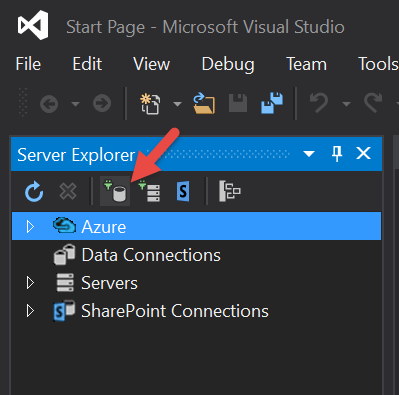 Start Page - Microsoft Visual Studio
File Edit View Debug Team Tools
Server Explorer
Azure
Data Connections
Servers
SharePoint Connections